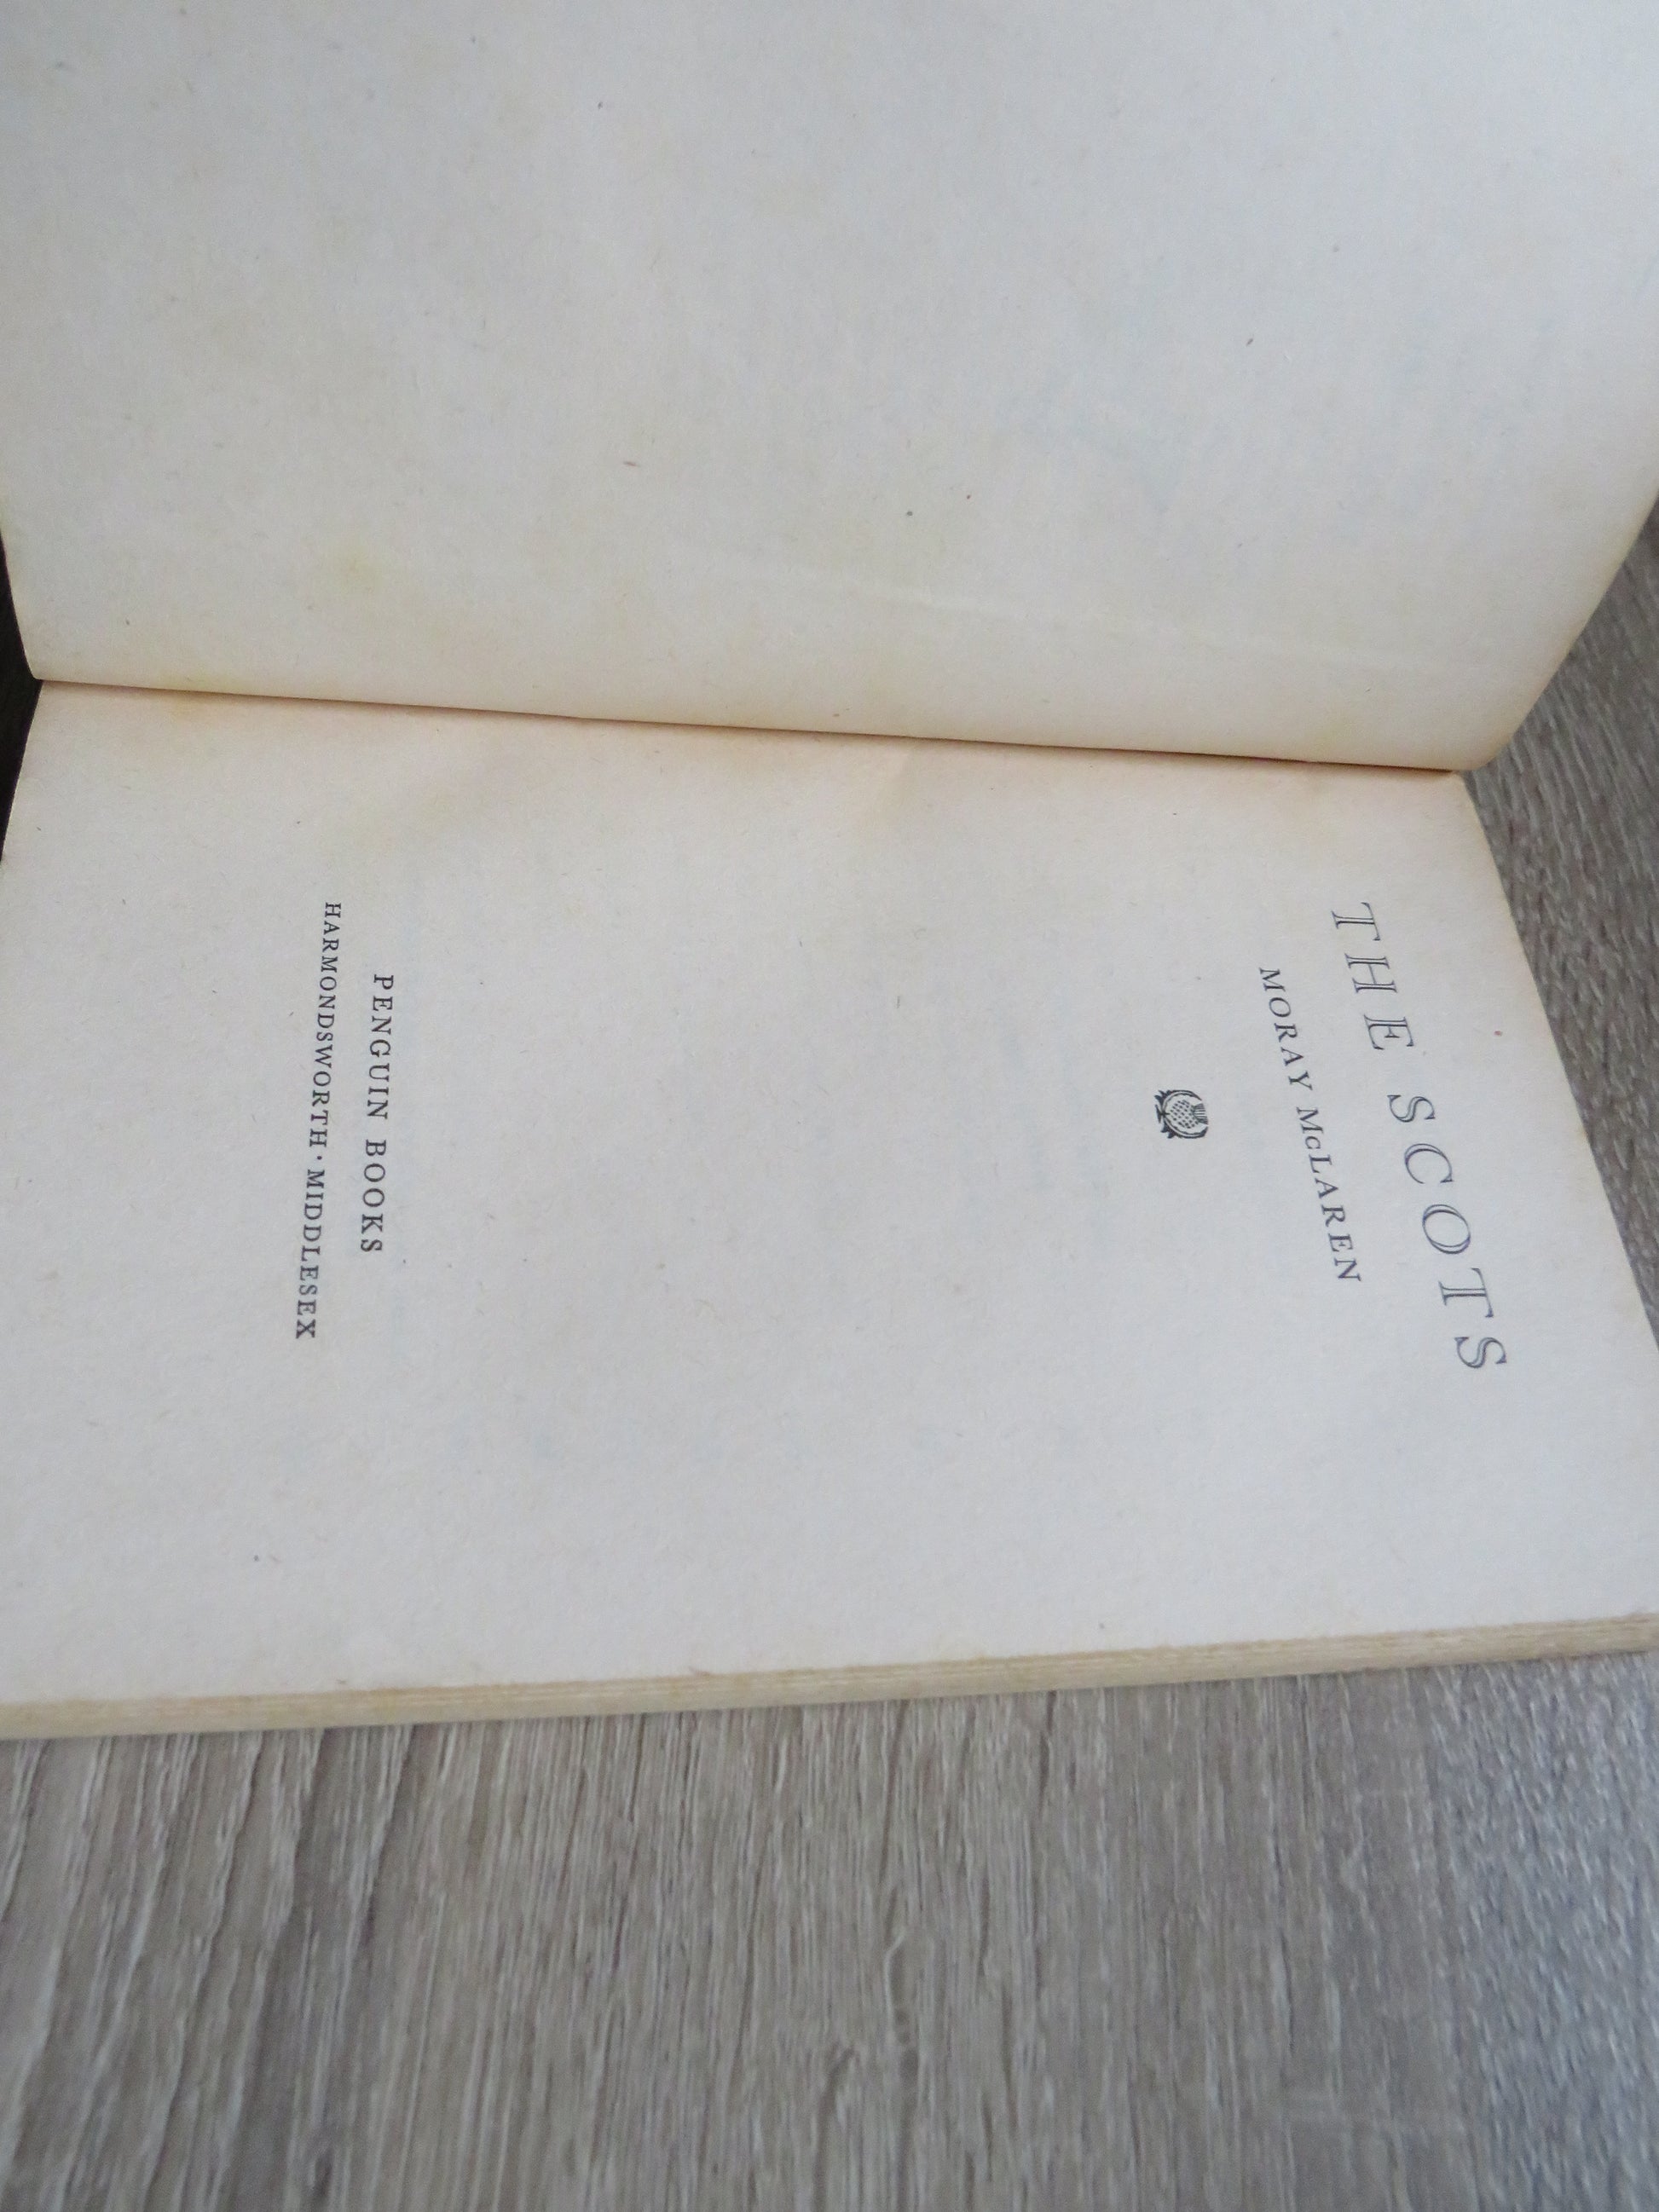 THE SCOTS
MORAY McLAREN
PENGUIN BOOKS
HARMONDSWORTH · MIDDLESEX